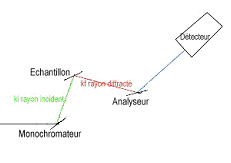 Détecteur
Echantillon
kf rayon diffracté
ki rayon incident
Analyseur
Monochromateur